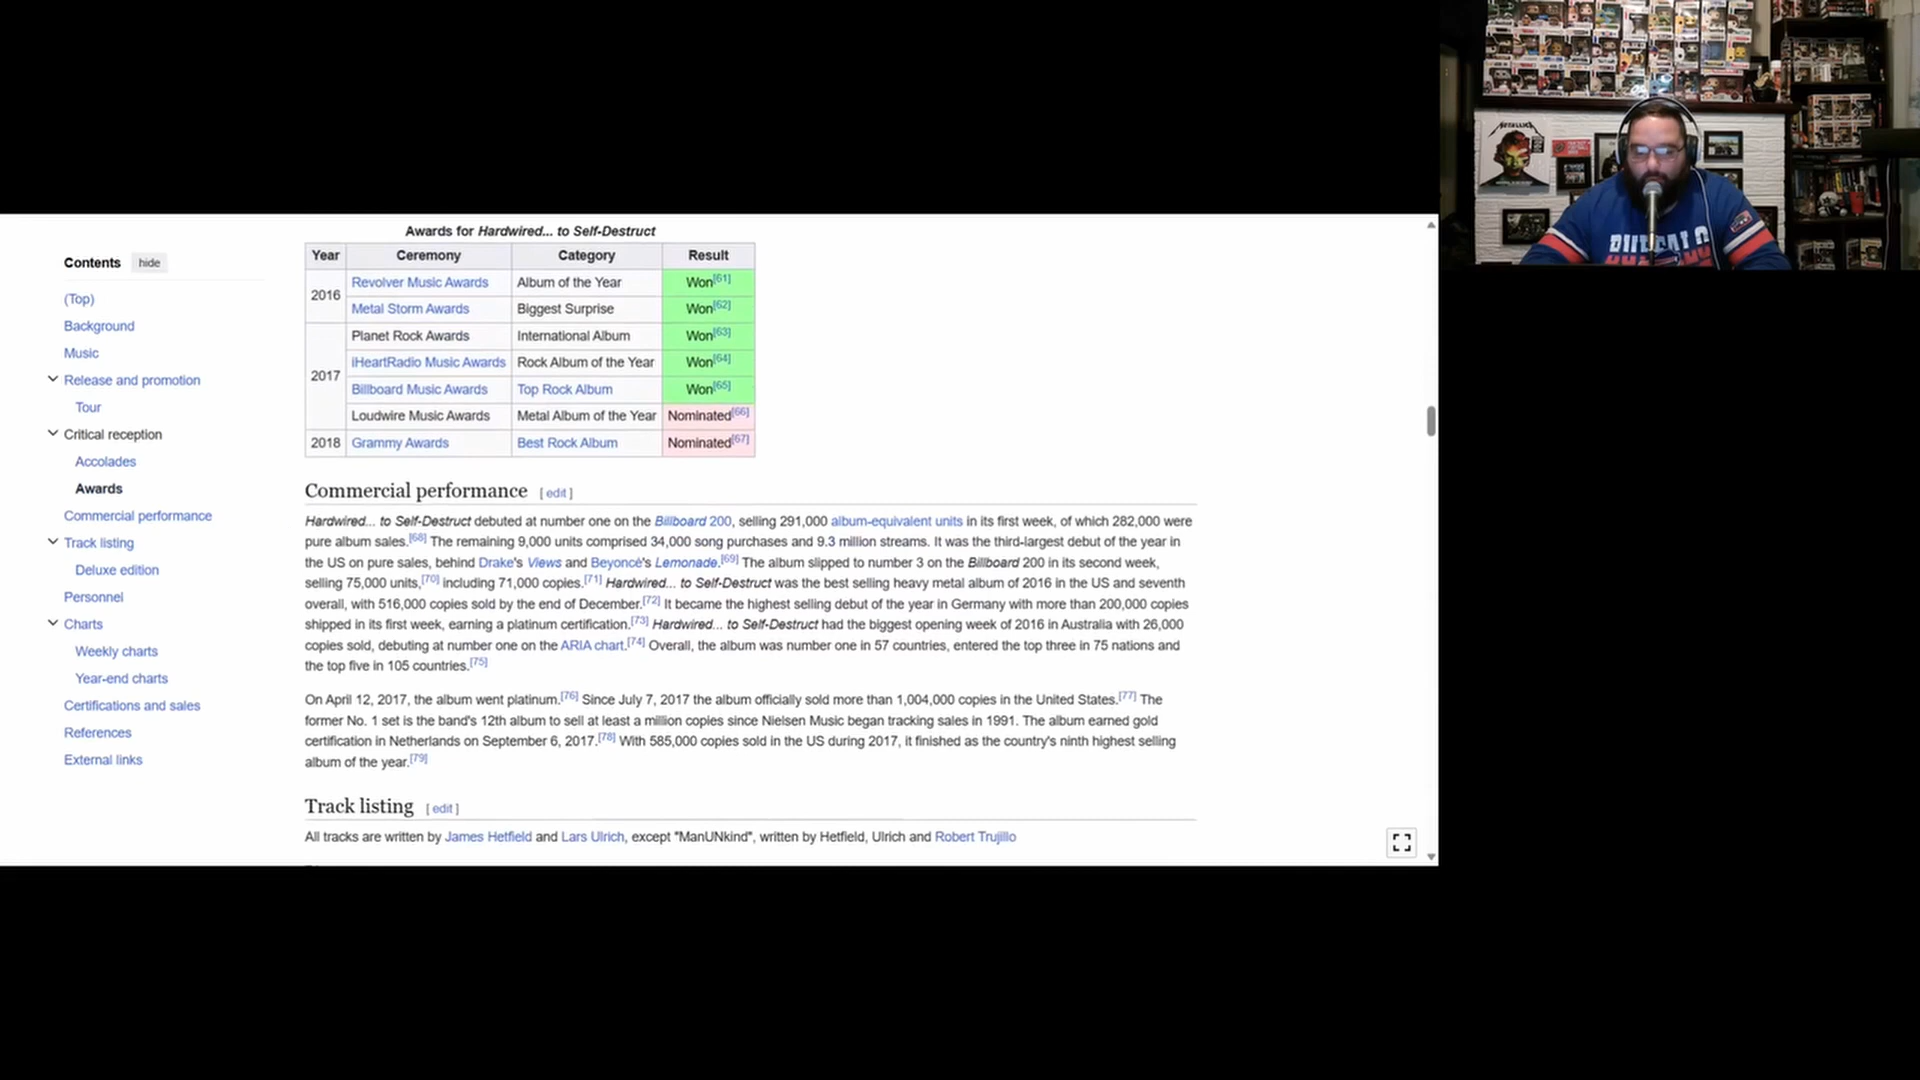 Contents hide
(Top)
Background
Music
Release and promotion
Tour
Critical reception
Accolades
Awards
Commercial performance
Track listing
Deluxe edition
Personnel
Charts
Weekly charts
Year-end charts
Certifications and sales
References
External links
Awards for Hardwired... to Self-Destruct
Year Ceremony Category Result
2016 Revolver Music Awards Album of the Year Won[61]
Metal Storm Awards Biggest Surprise Won[62]
2017 Planet Rock Awards International Album Won[63]
iHeartRadio Music Awards Rock Album of the Year Won[64]
Billboard Music Awards Top Rock Album Won[65]
Loudwire Music Awards Metal Album of the Year Nominated[66]
2018 Grammy Awards Best Rock Album Nominated[67]
Commercial performance [ edit ]
Hardwired... to Self-Destruct debuted at number one on the Billboard 200, selling 291,000 album-equivalent units in its first week, of which 282,000 were
pure album sales.[68] The remaining 9,000 units comprised 34,000 song purchases and 9.3 million streams. It was the third-largest debut of the year in
the US on pure sales, behind Drake's Views and Beyoncé's Lemonade.[69] The album slipped to number 3 on the Billboard 200 in its second week,
selling 75,000 units,[70] including 71,000 copies.[71] Hardwired... to Self-Destruct was the best selling heavy metal album of 2016 in the US and seventh
overall, with 516,000 copies sold by the end of December.[72] It became the highest selling debut of the year in Germany with more than 200,000 copies
shipped in its first week, earning a platinum certification.[73] Hardwired... to Self-Destruct had the biggest opening week of 2016 in Australia with 26,000
copies sold, debuting at number one on the ARIA chart.[74] Overall, the album was number one in 57 countries, entered the top three in 75 nations and
the top five in 105 countries.[75]
On April 12, 2017, the album went platinum.[76] Since July 7, 2017 the album officially sold more than 1,004,000 copies in the United States.[77] The
former No. 1 set is the band's 12th album to sell at least a million copies since Nielsen Music began tracking sales in 1991. The album earned gold
certification in Netherlands on September 6, 2017.[78] With 585,000 copies sold in the US during 2017, it finished as the country's ninth highest selling
album of the year.[79]
Track listing [ edit ]
All tracks are written by James Hetfield and Lars Ulrich, except "ManUNkind", written by Hetfield, Ulrich and Robert Trujillo
METALLICA
BUFFALO